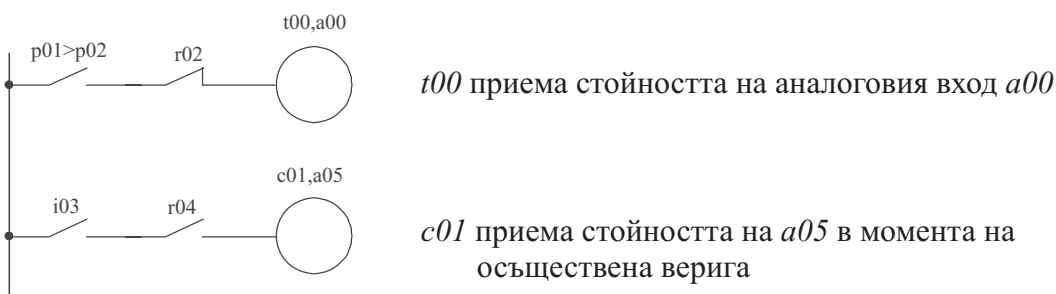 t00,a00
p01>p02
r02
t00 приема стойността на аналоговия вход a00
c01,a05
i03
r04
c01 приема стойността на a05 в момента на
осъществена верига